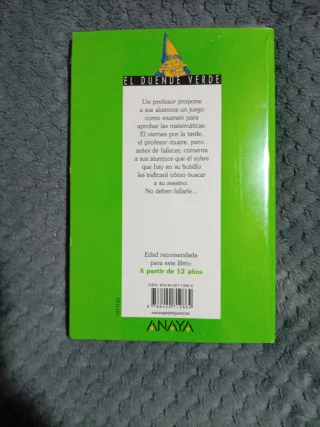 EL DUENDE VERDE
Un profesor propone
a sus alumnos un juego
como examen para
aprobar las matemáticas.
El viernes por la tarde,
el profesor muere, pero,
antes de fallecer, comenta
a sus alumnos que el sobre
que hay en su bolsillo
les indicará cómo buscar
a su asesino.
No deben fallarle...
Edad recomendada
para este libro:
A partir de 12 años
ANAYA